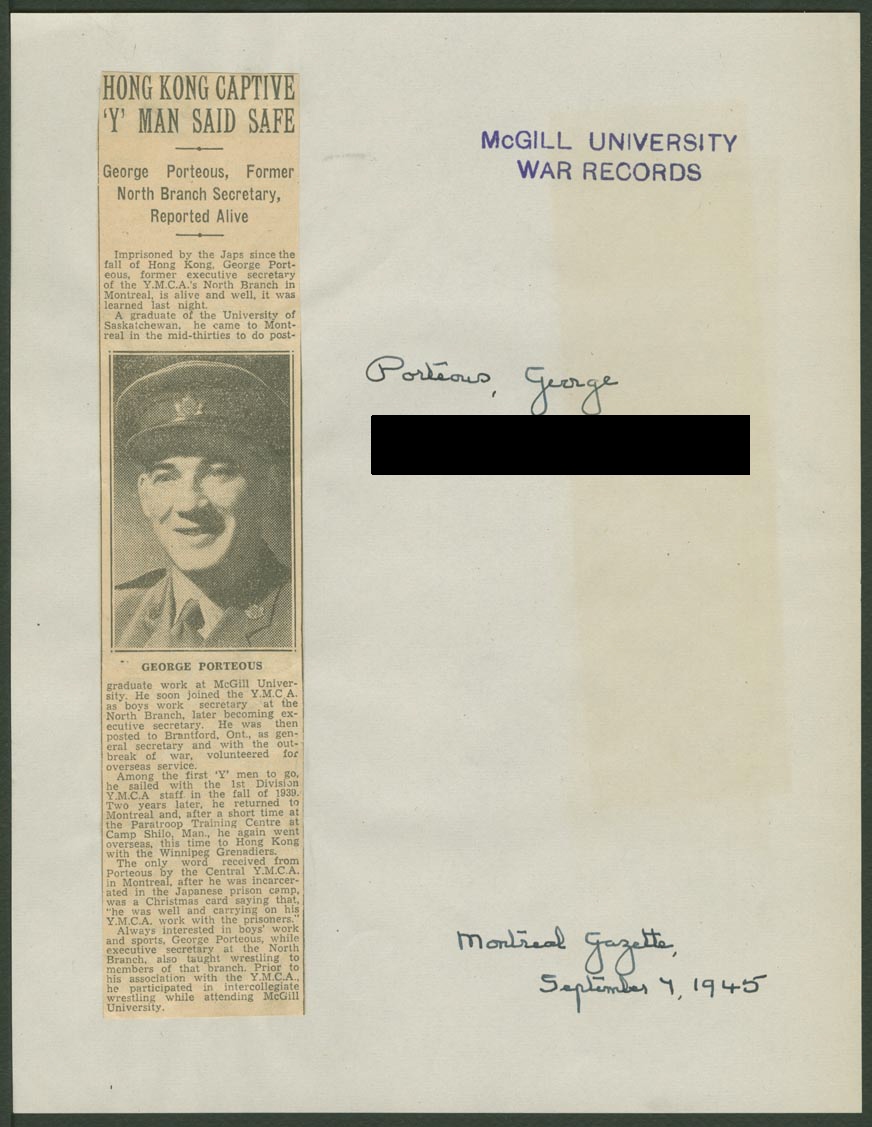 HONG KONG CAPTIVE
'Y' MAN SAID SAFE
George Porteous, Former
North Branch Secretary,
Reported Alive
Imprisoned by the Japs since the
fall of Hong Kong, George Port-
eous, former executive secretary
of the Y.M.C.A.'s North Branch in
Montreal, is alive and well, it was
learned last night.
A graduate of the University of
Saskatchewan, he came to Mont-
real in the mid-thirties to do post-
GEORGE PORTEOUS
graduate work at McGill Univer-
sity. He soon joined the Y.M.C A.
as boys work secretary at the
North Branch, later becoming ex-
ecutive secretary. He was then
posted to Brantford, Ont., as gen-
eral secretary and with the out-
break of war, volunteered for
overseas service.
Among the first 'Y' men to go,
he sailed with the 1st Division
Y.M.C.A staff in the fall of 1939.
Two years later, he returned to
Montreal and, after a short time at
the Paratroop Training Centre at
Camp Shilo, Man., he again went
overseas, this time to Hong Kong
with the Winnipeg Grenadiers.
The only word received from
Porteous by the Central Y.M.C.A.
in Montreal, after he was incarcer-
ated in the Japanese prison camp,
was a Christmas card saying that,
"he was well and carrying on his
Y.M.C.A. work with the prisoners."
Always interested in boys' work
and sports, George Porteous, while
executive secretary at the North
Branch, also taught wrestling to
members of that branch. Prior to
his association with the Y.M.C.A.,
he participated in intercollegiate
wrestling while attending McGill
University.
McGILL UNIVERSITY
WAR RECORDS
Porteous, George
Montreal Gazette,
September 7, 1945